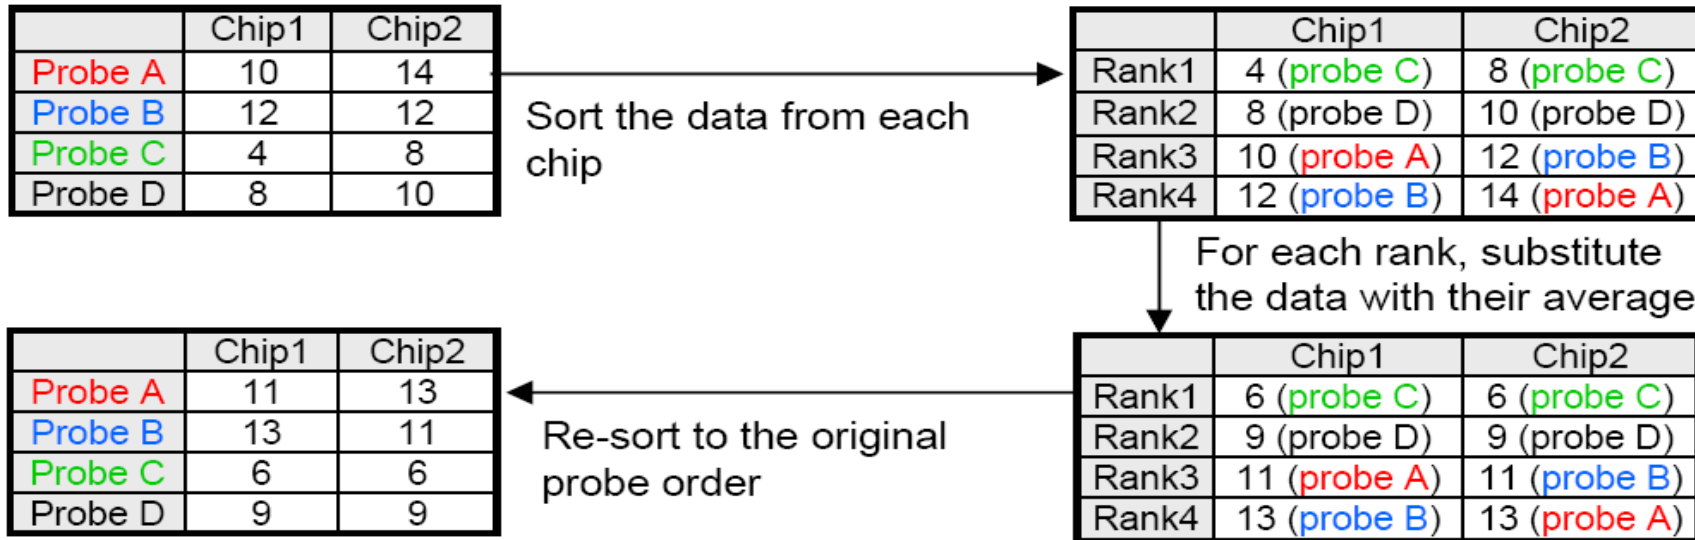 Chip1 Chip2
Probe A 10 14
Probe B 12 12
Probe C 4 8
Probe D 8 10
Sort the data from each
chip
Chip1 Chip2
Rank1 4 (probe C) 8 (probe C)
Rank2 8 (probe D) 10 (probe D)
Rank3 10 (probe A) 12 (probe B)
Rank4 12 (probe B) 14 (probe A)
For each rank, substitute
the data with their average
Chip1 Chip2
Rank1 6 (probe C) 6 (probe C)
Rank2 9 (probe D) 9 (probe D)
Rank3 11 (probe A) 11 (probe B)
Rank4 13 (probe B) 13 (probe A)
Re-sort to the original
probe order
Chip1 Chip2
Probe A 11 13
Probe B 13 11
Probe C 6 6
Probe D 9 9